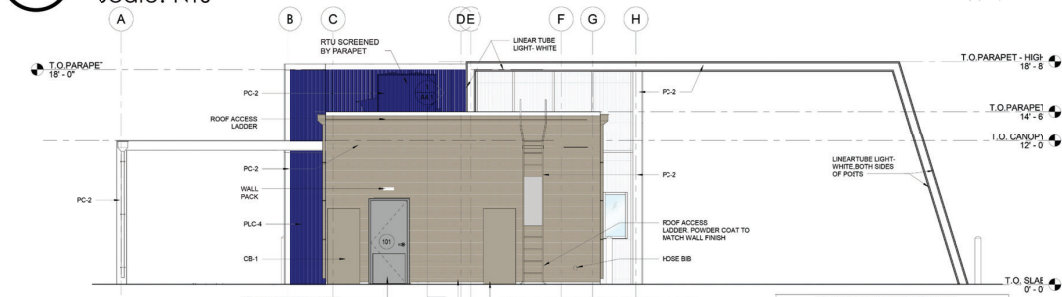 A
B
C
D
E
F
G
H
RTU SCREENED
BY PARAPET
LINEAR TUBE
LIGHT- WHITE
T.O.PARAPE
18' - 0"
T.O.PARAPET - HIGH
18' - 8
PC-2
PC-2
ROOF ACCESS
LADDER
T.O.PARAPET
14' - 6
T.O. CANOPY
12' - 0
LINEAR TUBE LIGHT-
WHITE, BOTH SIDES
OF POITS
PC-2
PC-2
WALL
PACK
PC-2
PLC-4
ROOF ACCESS
LADDER. POWDER COAT TO
MATCH WALL FINISH
101
CB-1
HOSE BIB
T.O. SLAB
0' - 0